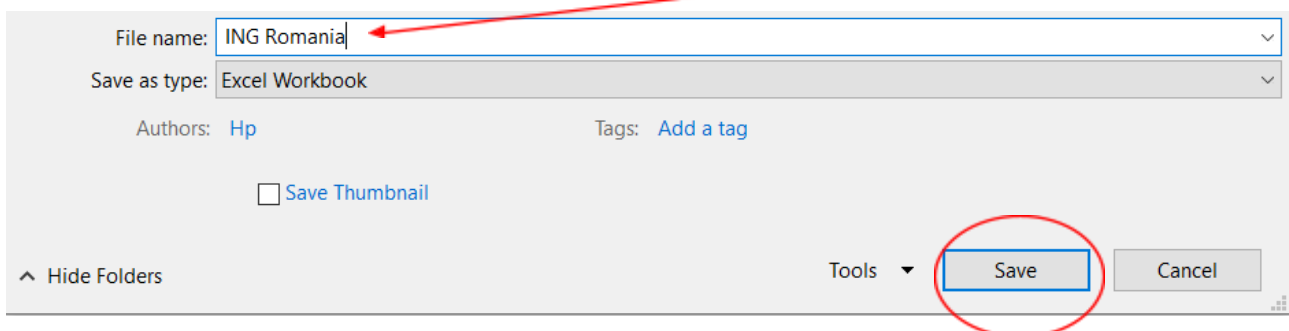 File name: ING Romania
Save as type: Excel Workbook
Authors: Hp Tags: Add a tag
Save Thumbnail
Hide Folders Tools Save Cancel